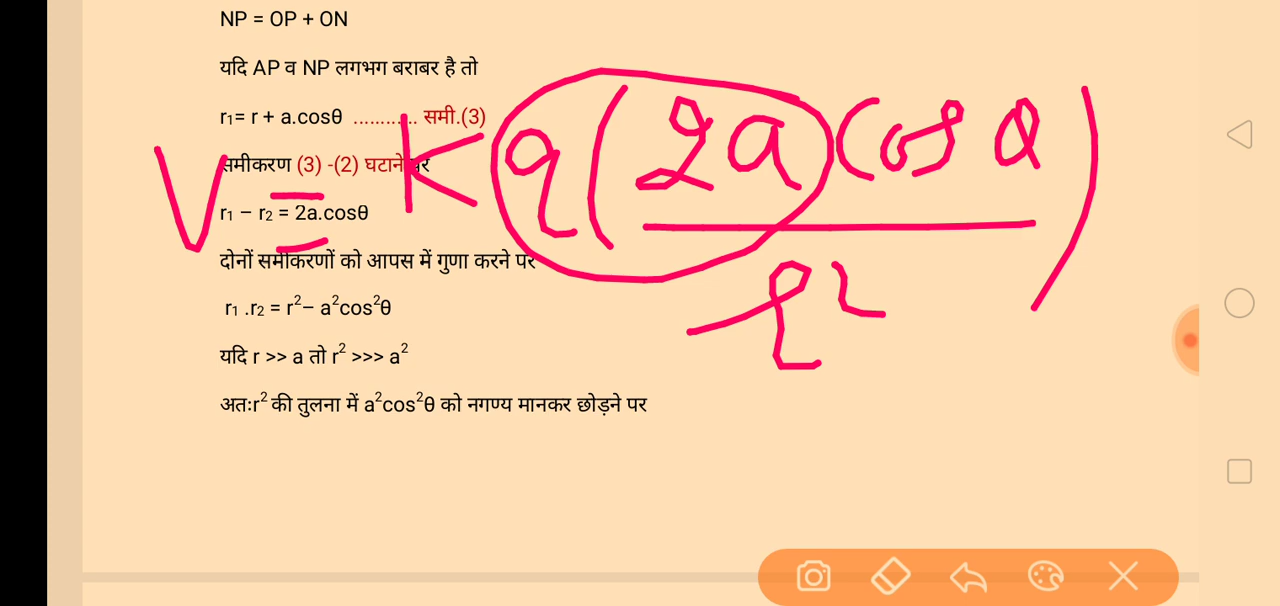 NP = OP + ON
यदि AP व NP लगभग बराबर है तो
r₁= r + a.cosθ ........... समी.(3)
समीकरण (3) -(2) घटाने पर
r₁ – r₂ = 2a.cosθ
दोनों समीकरणों को आपस में गुणा करने पर
r₁ .r₂ = r²– a²cos²θ
यदि r >> a तो r² >>> a²
अतःr² की तुलना में a²cos²θ को नगण्य मानकर छोड़ने पर
V = Kq(2a cosθ / r²)